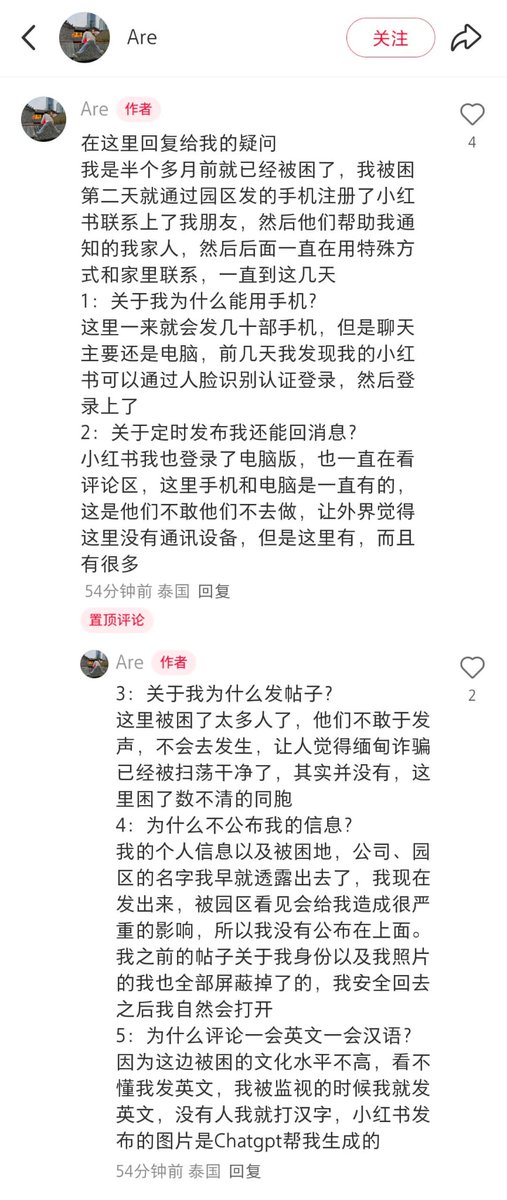 Are
关注
Are 作者
在这里回复给我的疑问
我是半个多月前就已经被困了，我被困
第二天就通过园区发的手机注册了小红
书联系上了我朋友，然后他们帮助我通
知的我家人，然后后面一直在用特殊方
式和家里联系，一直到这几天
1：关于我为什么能用手机？
这里一来就会发几十部手机，但是聊天
主要还是电脑，前几天我发现我的小红
书可以通过人脸识别认证登录，然后登
录上了
2：关于定时发布我还能回消息？
小红书我也登录了电脑版，也一直在看
评论区，这里手机和电脑是一直有的，
这是他们不敢他们不去做，让外界觉得
这里没有通讯设备，但是这里有，而且
有很多
54分钟前 泰国 回复
置顶评论
4
Are 作者
3：关于我为什么发帖子？
这里被困了太多人了，他们不敢于发
声，不会去发生，让人觉得缅甸诈骗
已经被扫荡干净了，其实并没有，这
里困了数不清的同胞
4：为什么不公布我的信息？
我的个人信息以及被困地，公司、园
区的名字我早就透露出去了，我现在
发出来，被园区看见会给我造成很严
重的影响，所以我没有公布在上面。
我之前的帖子关于我身份以及我照片
的我也全部屏蔽掉了的，我安全回去
之后我自然会打开
5：为什么评论一会英文一会汉语？
因为这边被困的文化水平不高，看不
懂我发英文，我被监视的时候我就发
英文，没有人我就打汉字，小红书发
布的图片是Chatgpt帮我生成的
54分钟前 泰国 回复
2